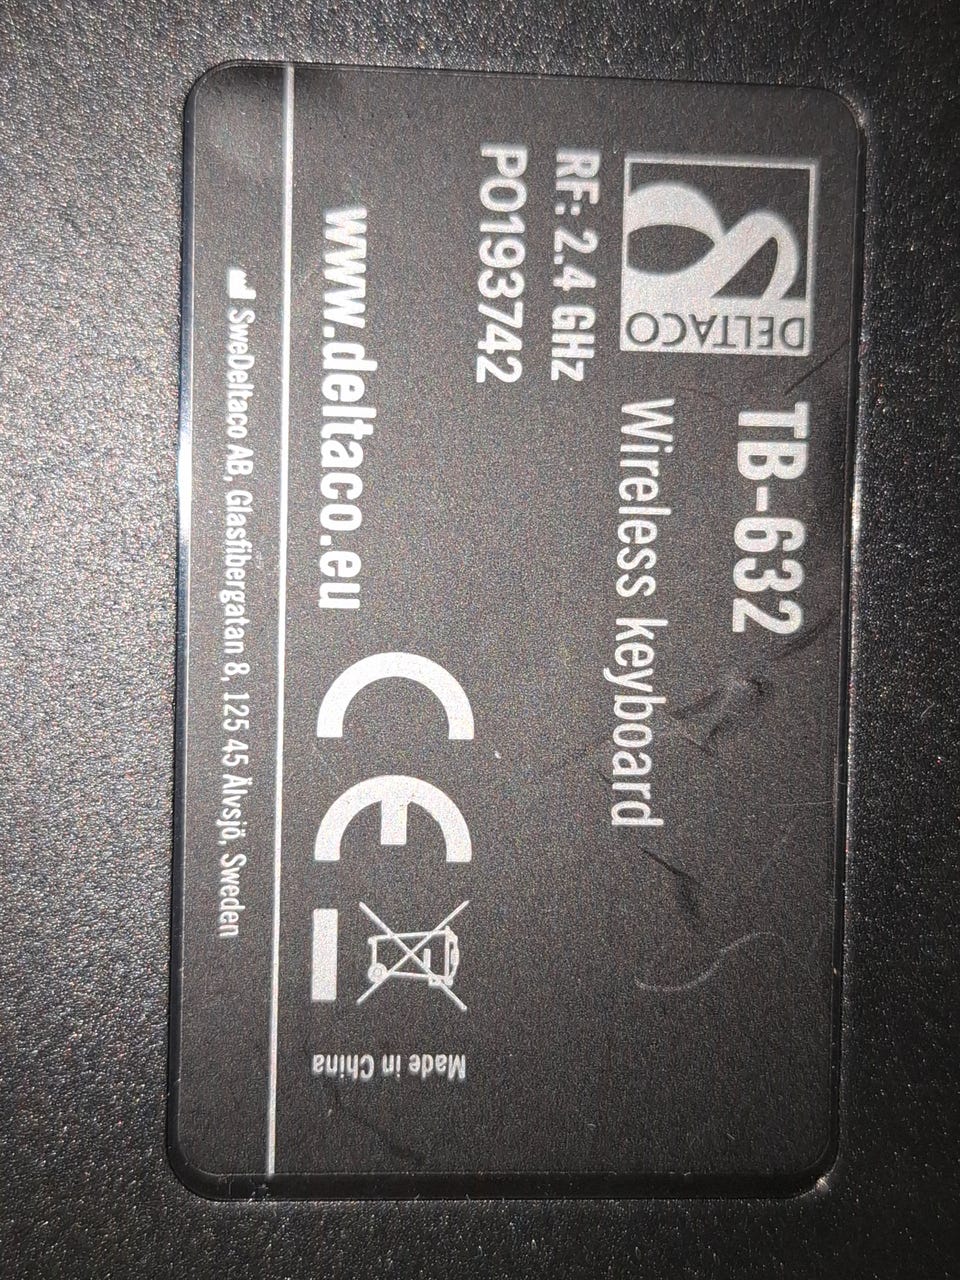 DELTACO
TB-632
Wireless keyboard
RF: 2.4 GHz
PO193742
www.deltaco.eu
CE
Made in China
SweDeltaco AB, Glasfibergatan 8, 125 45 Älvsjö, Sweden